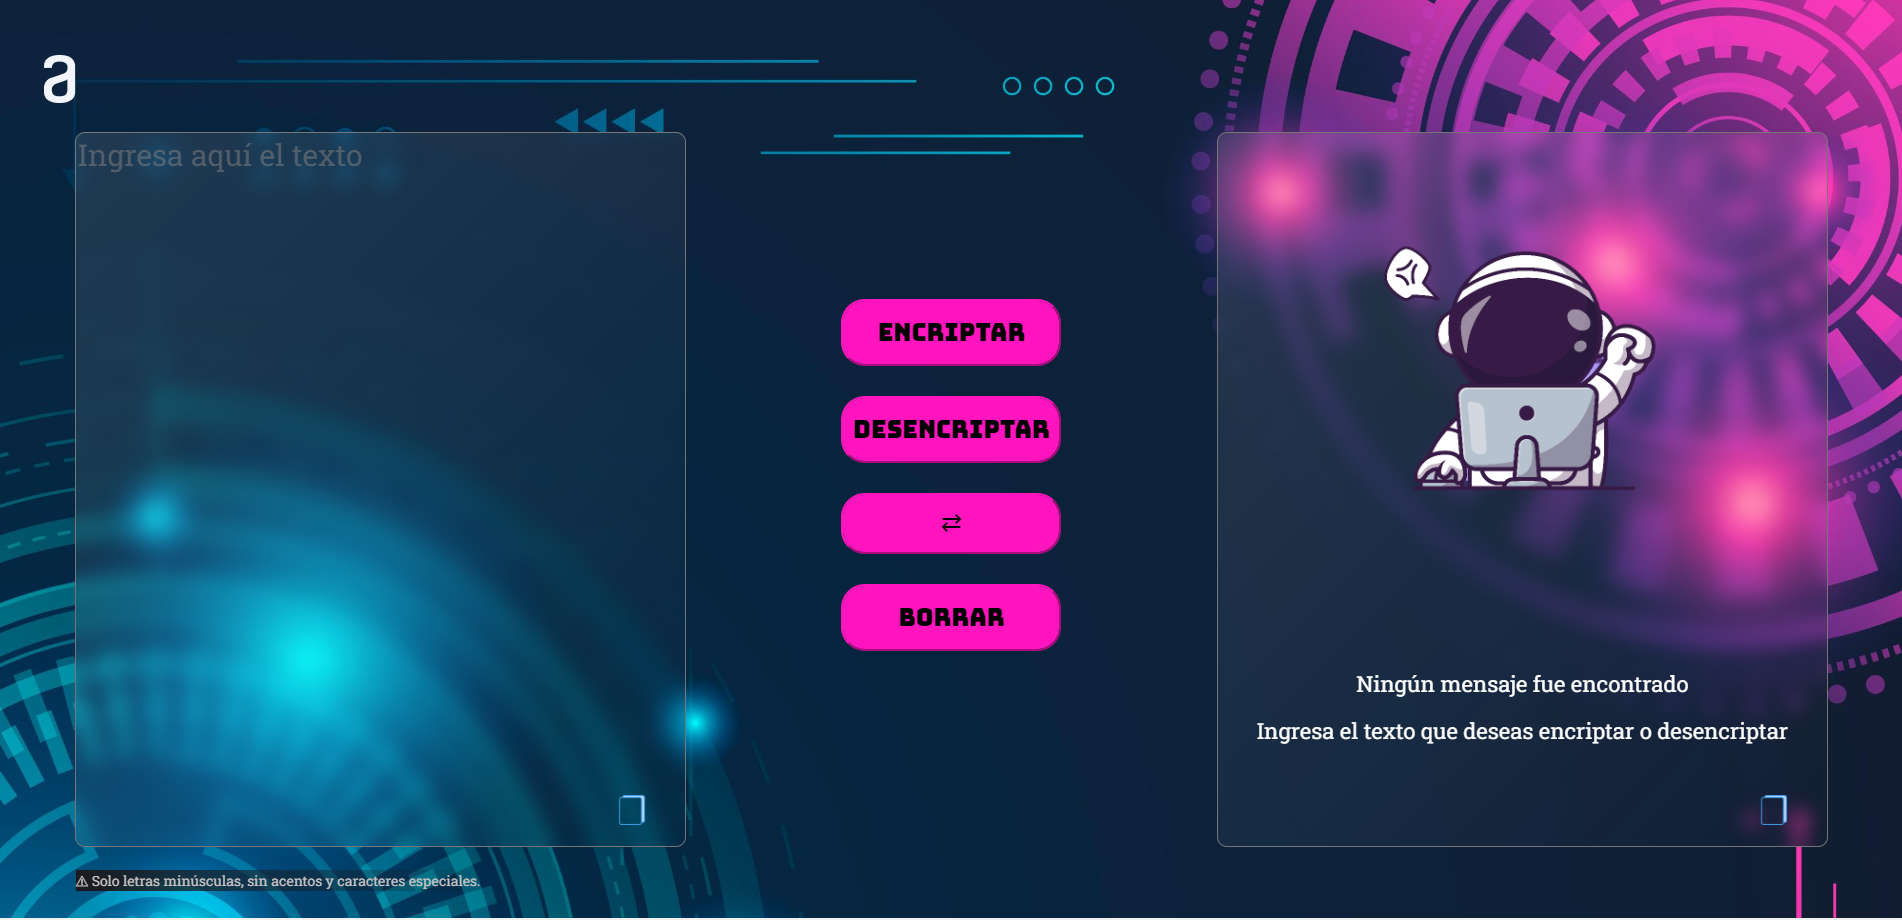 a
Ingresa aquí el texto
ENCRIPTAR
DESENCRIPTAR
⇄
BORRAR
Ningún mensaje fue encontrado
Ingresa el texto que deseas encriptar o desencriptar
⚠ Solo letras minúsculas, sin acentos y caracteres especiales.